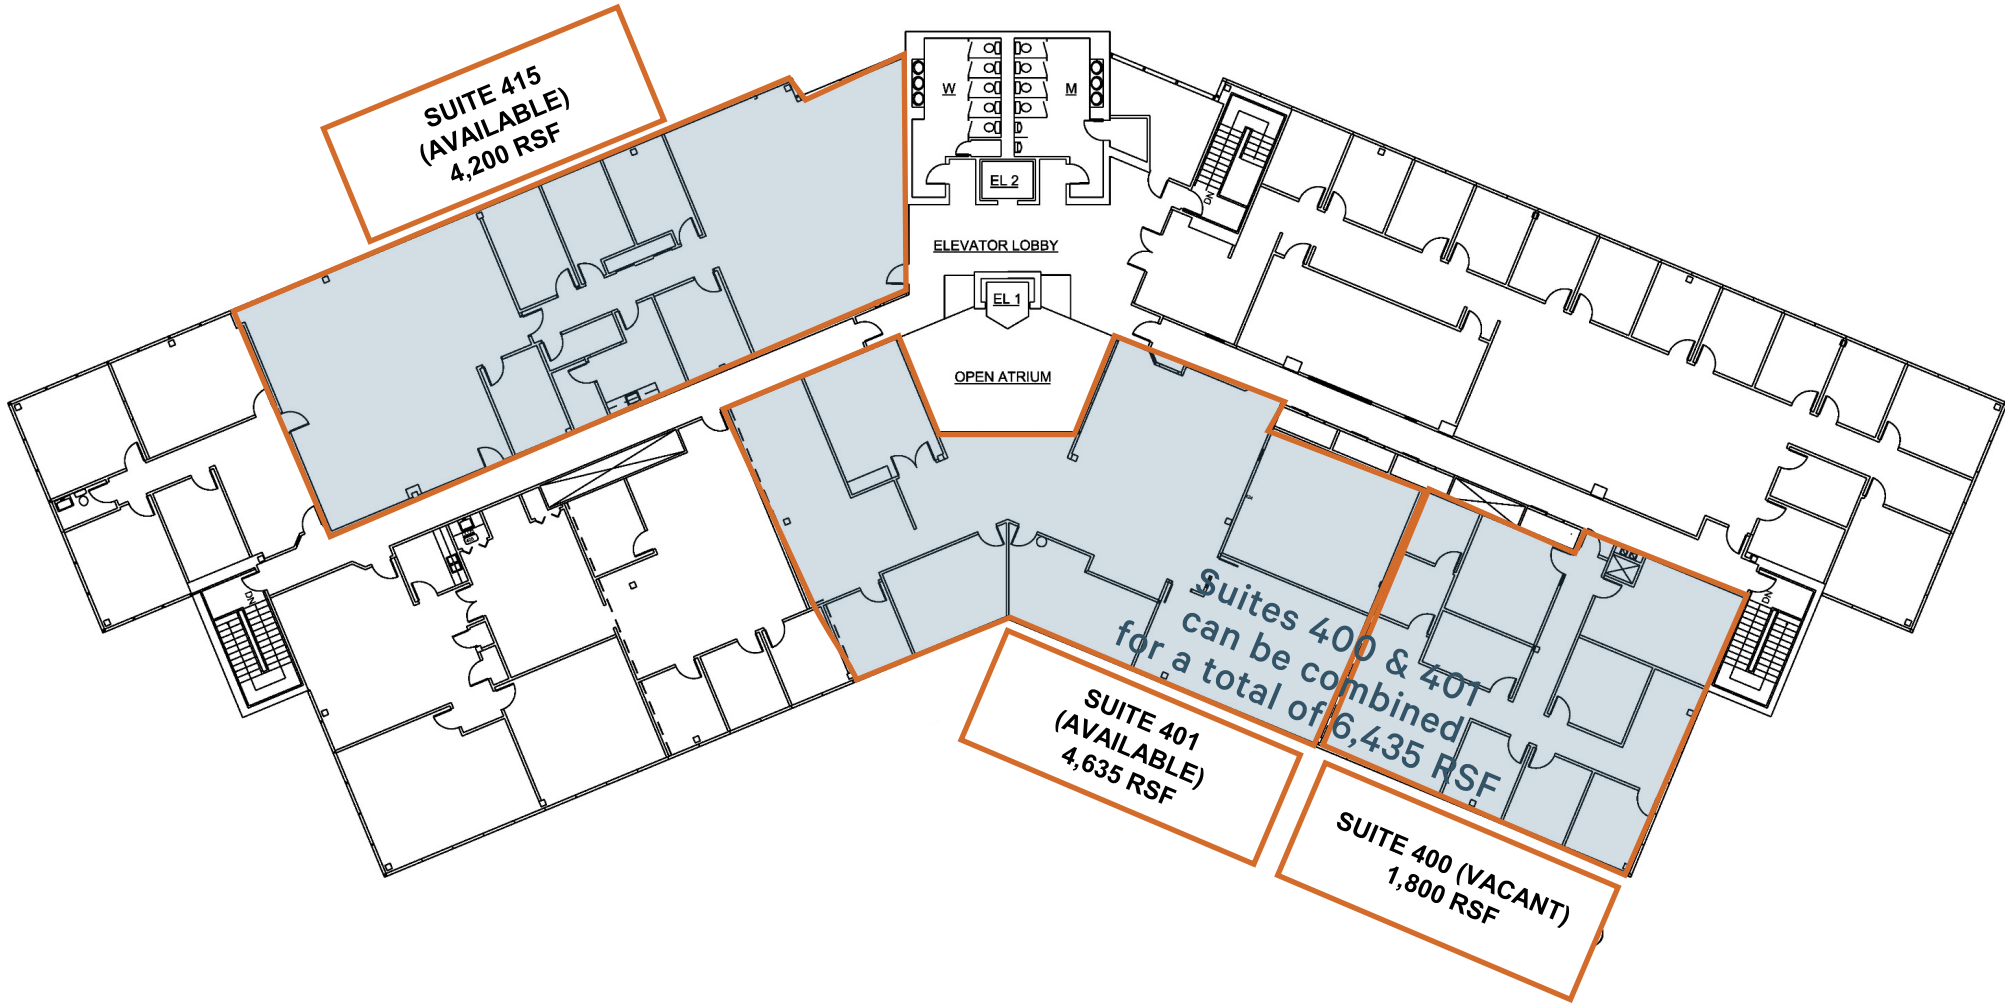 SUITE 415
(AVAILABLE)
4,200 RSF
W
M
EL 2
DN
ELEVATOR LOBBY
EL 1
OPEN ATRIUM
DN
DN
Suites 400 & 401
can be combined
for a total of 6,435 RSF
SUITE 401
(AVAILABLE)
4,635 RSF
SUITE 400 (VACANT)
1,800 RSF